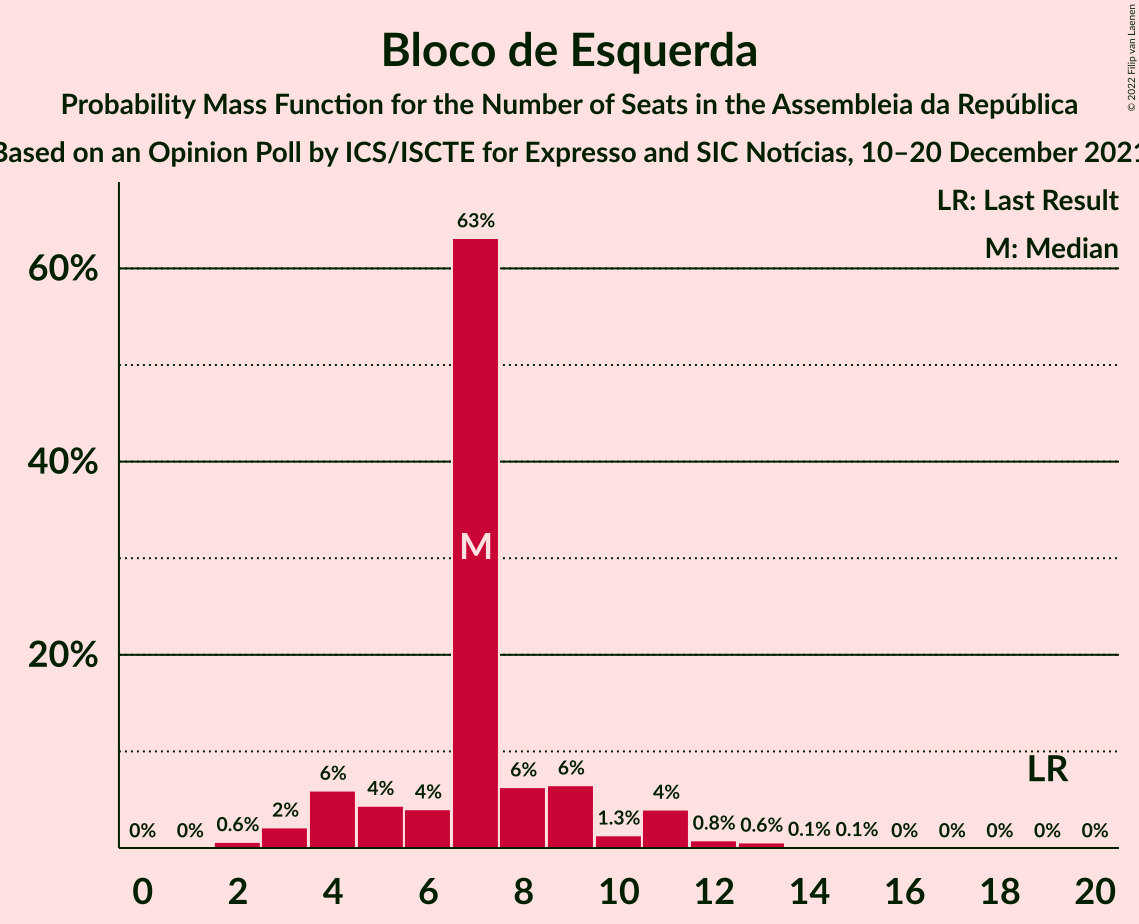 Bloco de Esquerda
Probability Mass Function for the Number of Seats in the Assembleia da República
Based on an Opinion Poll by ICS/ISCTE for Expresso and SIC Notícias, 10–20 December 2021
© 2022 Filip van Laenen
LR: Last Result
M: Median
63%
60%
40%
M
20%
LR
0% 0% 0.6% 2% 6% 4% 4% 6% 6% 1.3% 4% 0.8% 0.6% 0.1% 0.1% 0% 0% 0% 0% 0%
0 2 4 6 8 10 12 14 16 18 20